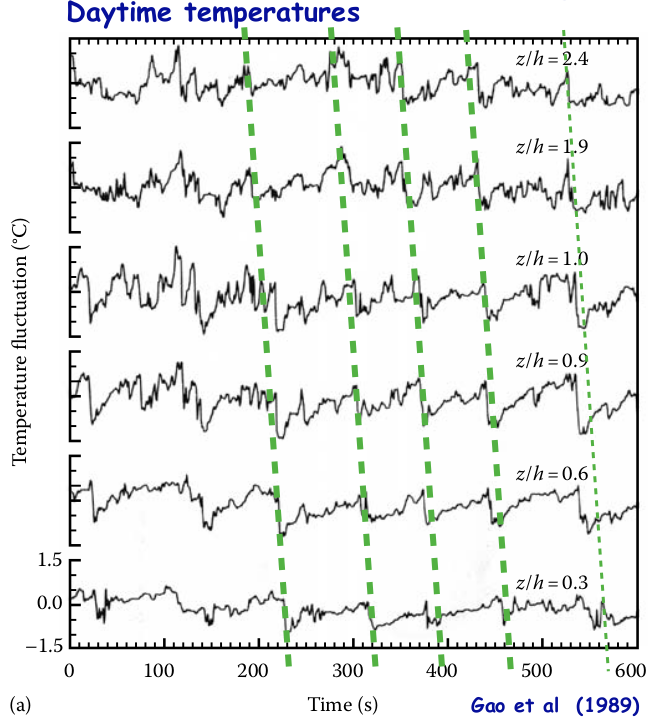 Daytime temperatures
z/h = 2.4
z/h = 1.9
z/h = 1.0
z/h = 0.9
z/h = 0.6
z/h = 0.3
Temperature fluctuation (°C)
1.5
0.0
−1.5
0 100 200 300 400 500 600
(a) Time (s) Gao et al (1989)